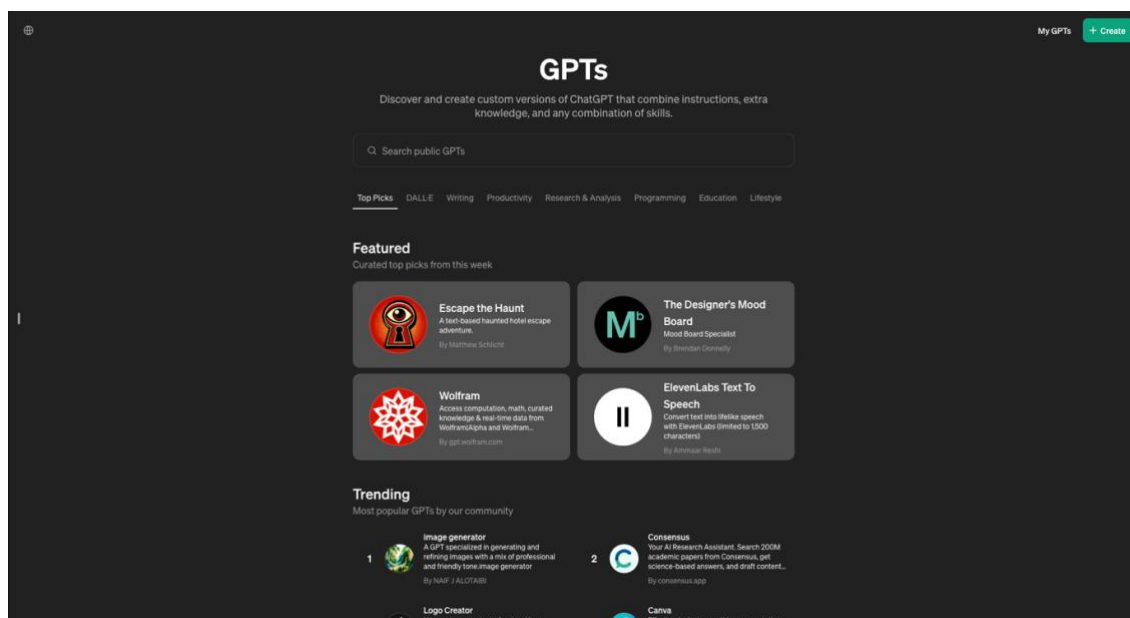 My GPTs
+ Create
GPTs
Discover and create custom versions of ChatGPT that combine instructions, extra
knowledge, and any combination of skills.
Search public GPTs
Top Picks DALL·E Writing Productivity Research & Analysis Programming Education Lifestyle
Featured
Curated top picks from this week
Escape the Haunt
A text-based haunted hotel escape
adventure.
By Matthew Schlicht
The Designer's Mood
Board
Mood Board Specialist
By Brendan Donnelly
Wolfram
Access computation, math, curated
knowledge & real-time data from
Wolfram|Alpha and Wolfram...
By gpt.wolfram.com
ElevenLabs Text To
Speech
Convert text into lifelike speech
with ElevenLabs (limited to 1,500
characters)
By Ammaar Reshi
Trending
Most popular GPTs by our community
1
image generator
A GPT specialized in generating and
refining images with a mix of professional
and friendly tone.image generator
By NAIF J ALOTAIBI
2
Consensus
Your AI Research Assistant. Search 200M
academic papers from Consensus, get
science-based answers, and draft content...
By consensus.app
Logo Creator
Canva